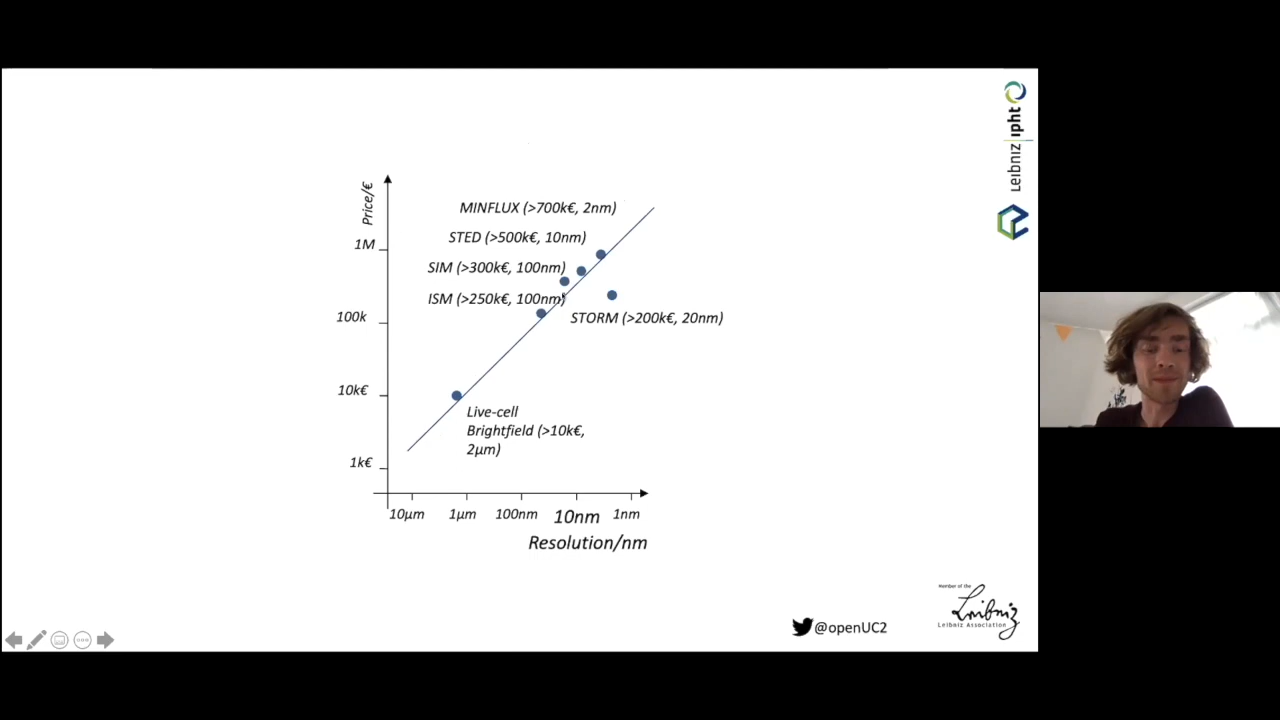 Leibniz ipht
Price/€
MINFLUX (>700k€, 2nm)
STED (>500k€, 10nm)
1M
SIM (>300k€, 100nm)
ISM (>250k€, 100nm)
100k
STORM (>200k€, 20nm)
10k€
Live-cell
Brightfield (>10k€,
2µm)
1k€
10µm 1µm 100nm 10nm 1nm
Resolution/nm
Member of the
Leibniz
Leibniz Association
@openUC2